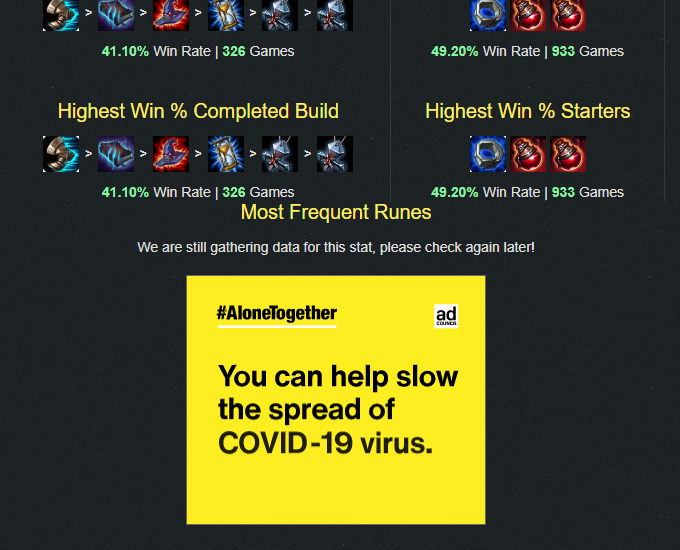 > > > > >
41.10% Win Rate | 326 Games
49.20% Win Rate | 933 Games
Highest Win % Completed Build
Highest Win % Starters
> > > > >
41.10% Win Rate | 326 Games
49.20% Win Rate | 933 Games
Most Frequent Runes
We are still gathering data for this stat, please check again later!
#AloneTogether
ad
COUNCIL
You can help slow
the spread of
COVID-19 virus.